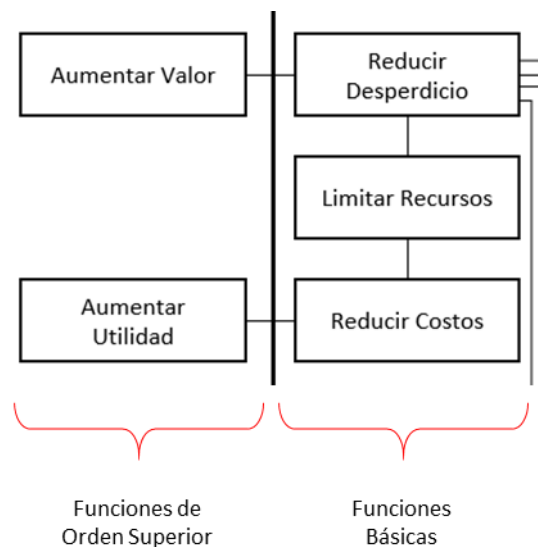 Aumentar Valor
Reducir
Desperdicio
Limitar Recursos
Aumentar
Utilidad
Reducir Costos
Funciones de
Orden Superior
Funciones
Básicas